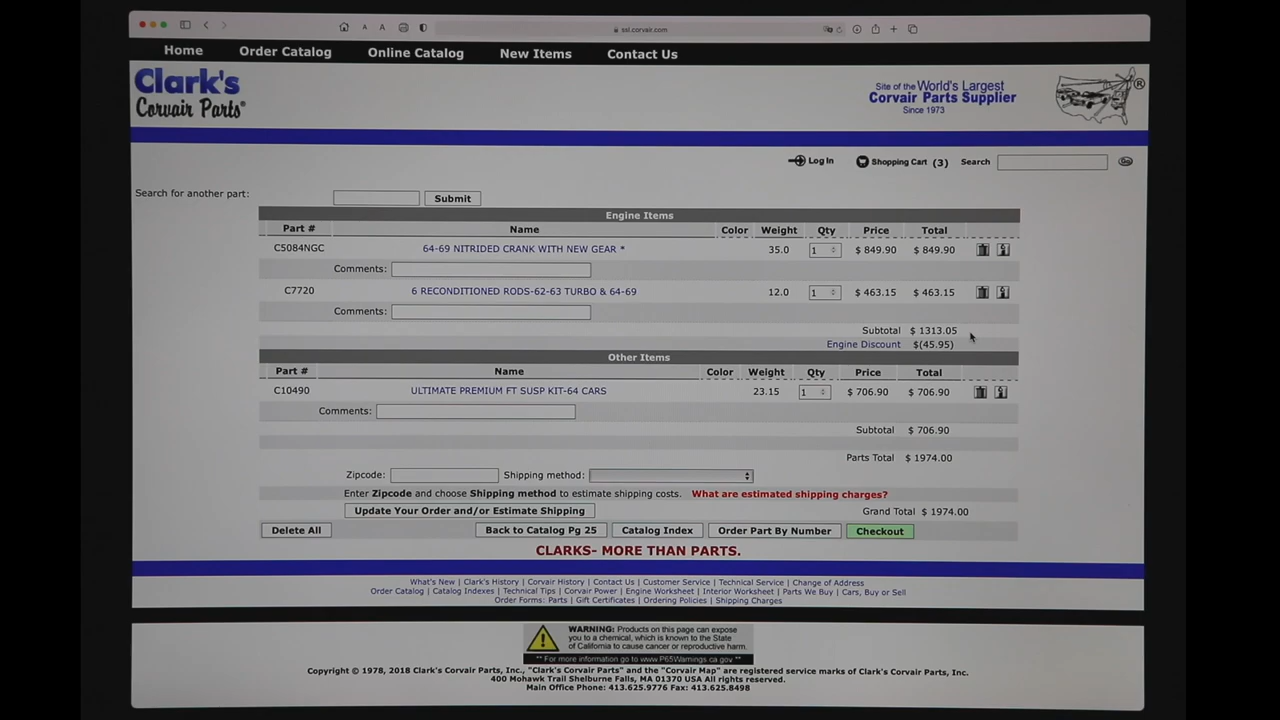 ssl.corvair.com
Home Order Catalog Online Catalog New Items Contact Us
Clark's
Corvair Parts®
Site of the World's Largest
Corvair Parts Supplier
Since 1973
®
Log In Shopping Cart (3) Search Go
Search for another part: Submit
Engine Items
Part # Name Color Weight Qty Price Total
C5084NGC 64-69 NITRIDED CRANK WITH NEW GEAR * 35.0 1 $ 849.90 $ 849.90
Comments:
C7720 6 RECONDITIONED RODS-62-63 TURBO & 64-69 12.0 1 $ 463.15 $ 463.15
Comments:
Subtotal $ 1313.05
Engine Discount $(45.95)
Other Items
Part # Name Color Weight Qty Price Total
C10490 ULTIMATE PREMIUM FT SUSP KIT-64 CARS 23.15 1 $ 706.90 $ 706.90
Comments:
Subtotal $ 706.90
Parts Total $ 1974.00
Zipcode: Shipping method:
Enter Zipcode and choose Shipping method to estimate shipping costs. What are estimated shipping charges?
Update Your Order and/or Estimate Shipping Grand Total $ 1974.00
Delete All Back to Catalog Pg 25 Catalog Index Order Part By Number Checkout
CLARKS- MORE THAN PARTS.
What's New | Clark's History | Corvair History | Contact Us | Customer Service | Technical Service | Change of Address
Order Catalog | Catalog Indexes | Technical Tips | Corvair Power | Engine Worksheet | Interior Worksheet | Parts We Buy | Cars, Buy or Sell
Order Forms: Parts | Gift Certificates | Ordering Policies | Shipping Charges
WARNING: Products on this page can expose
you to a chemical, which is known to the State
of California to cause cancer or reproductive harm.
** For more information go to www.P65Warnings.ca.gov **
Copyright © 1978, 2018 Clark's Corvair Parts, Inc., "Clark's Corvair Parts" and the "Corvair Map" are registered service marks of Clark's Corvair Parts, Inc.
400 Mohawk Trail Shelburne Falls, MA 01370 USA All rights reserved.
Main Office Phone: 413.625.9776 Fax: 413.625.8498